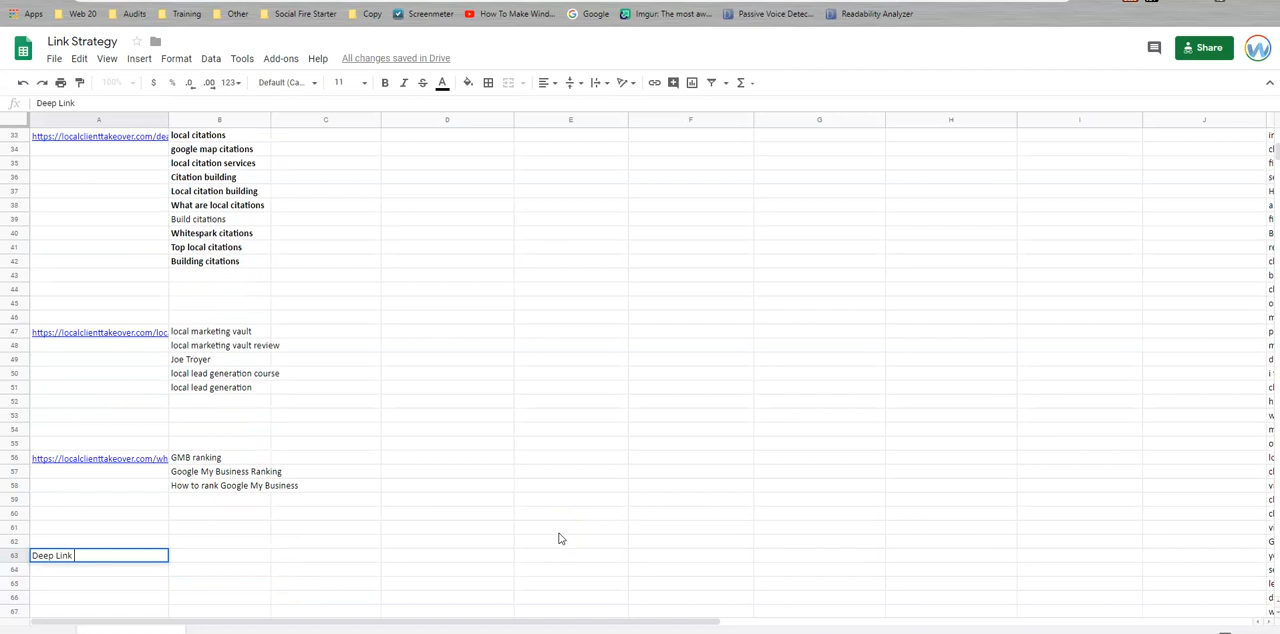 Apps Web 20 Audits Training Other Social Fire Starter Copy Screenmeter How To Make Wind... Google Imgur: The most aw... Passive Voice Detec... Readability Analyzer
Link Strategy
File Edit View Insert Format Data Tools Add-ons Help All changes saved in Drive
Share
100% $ % .0 .00 123 Default (Ca... 11 B I S A
fx Deep Link
A B C D E F G H I J
33 https://localclienttakeover.com/dea local citations
34 google map citations
35 local citation services
36 Citation building
37 Local citation building
38 What are local citations
39 Build citations
40 Whitespark citations
41 Top local citations
42 Building citations
43
44
45
46
47 https://localclienttakeover.com/loc local marketing vault
48 local marketing vault review
49 Joe Troyer
50 local lead generation course
51 local lead generation
52
53
54
55
56 https://localclienttakeover.com/wh GMB ranking
57 Google My Business Ranking
58 How to rank Google My Business
59
60
61
62
63 Deep Link
64
65
66
67